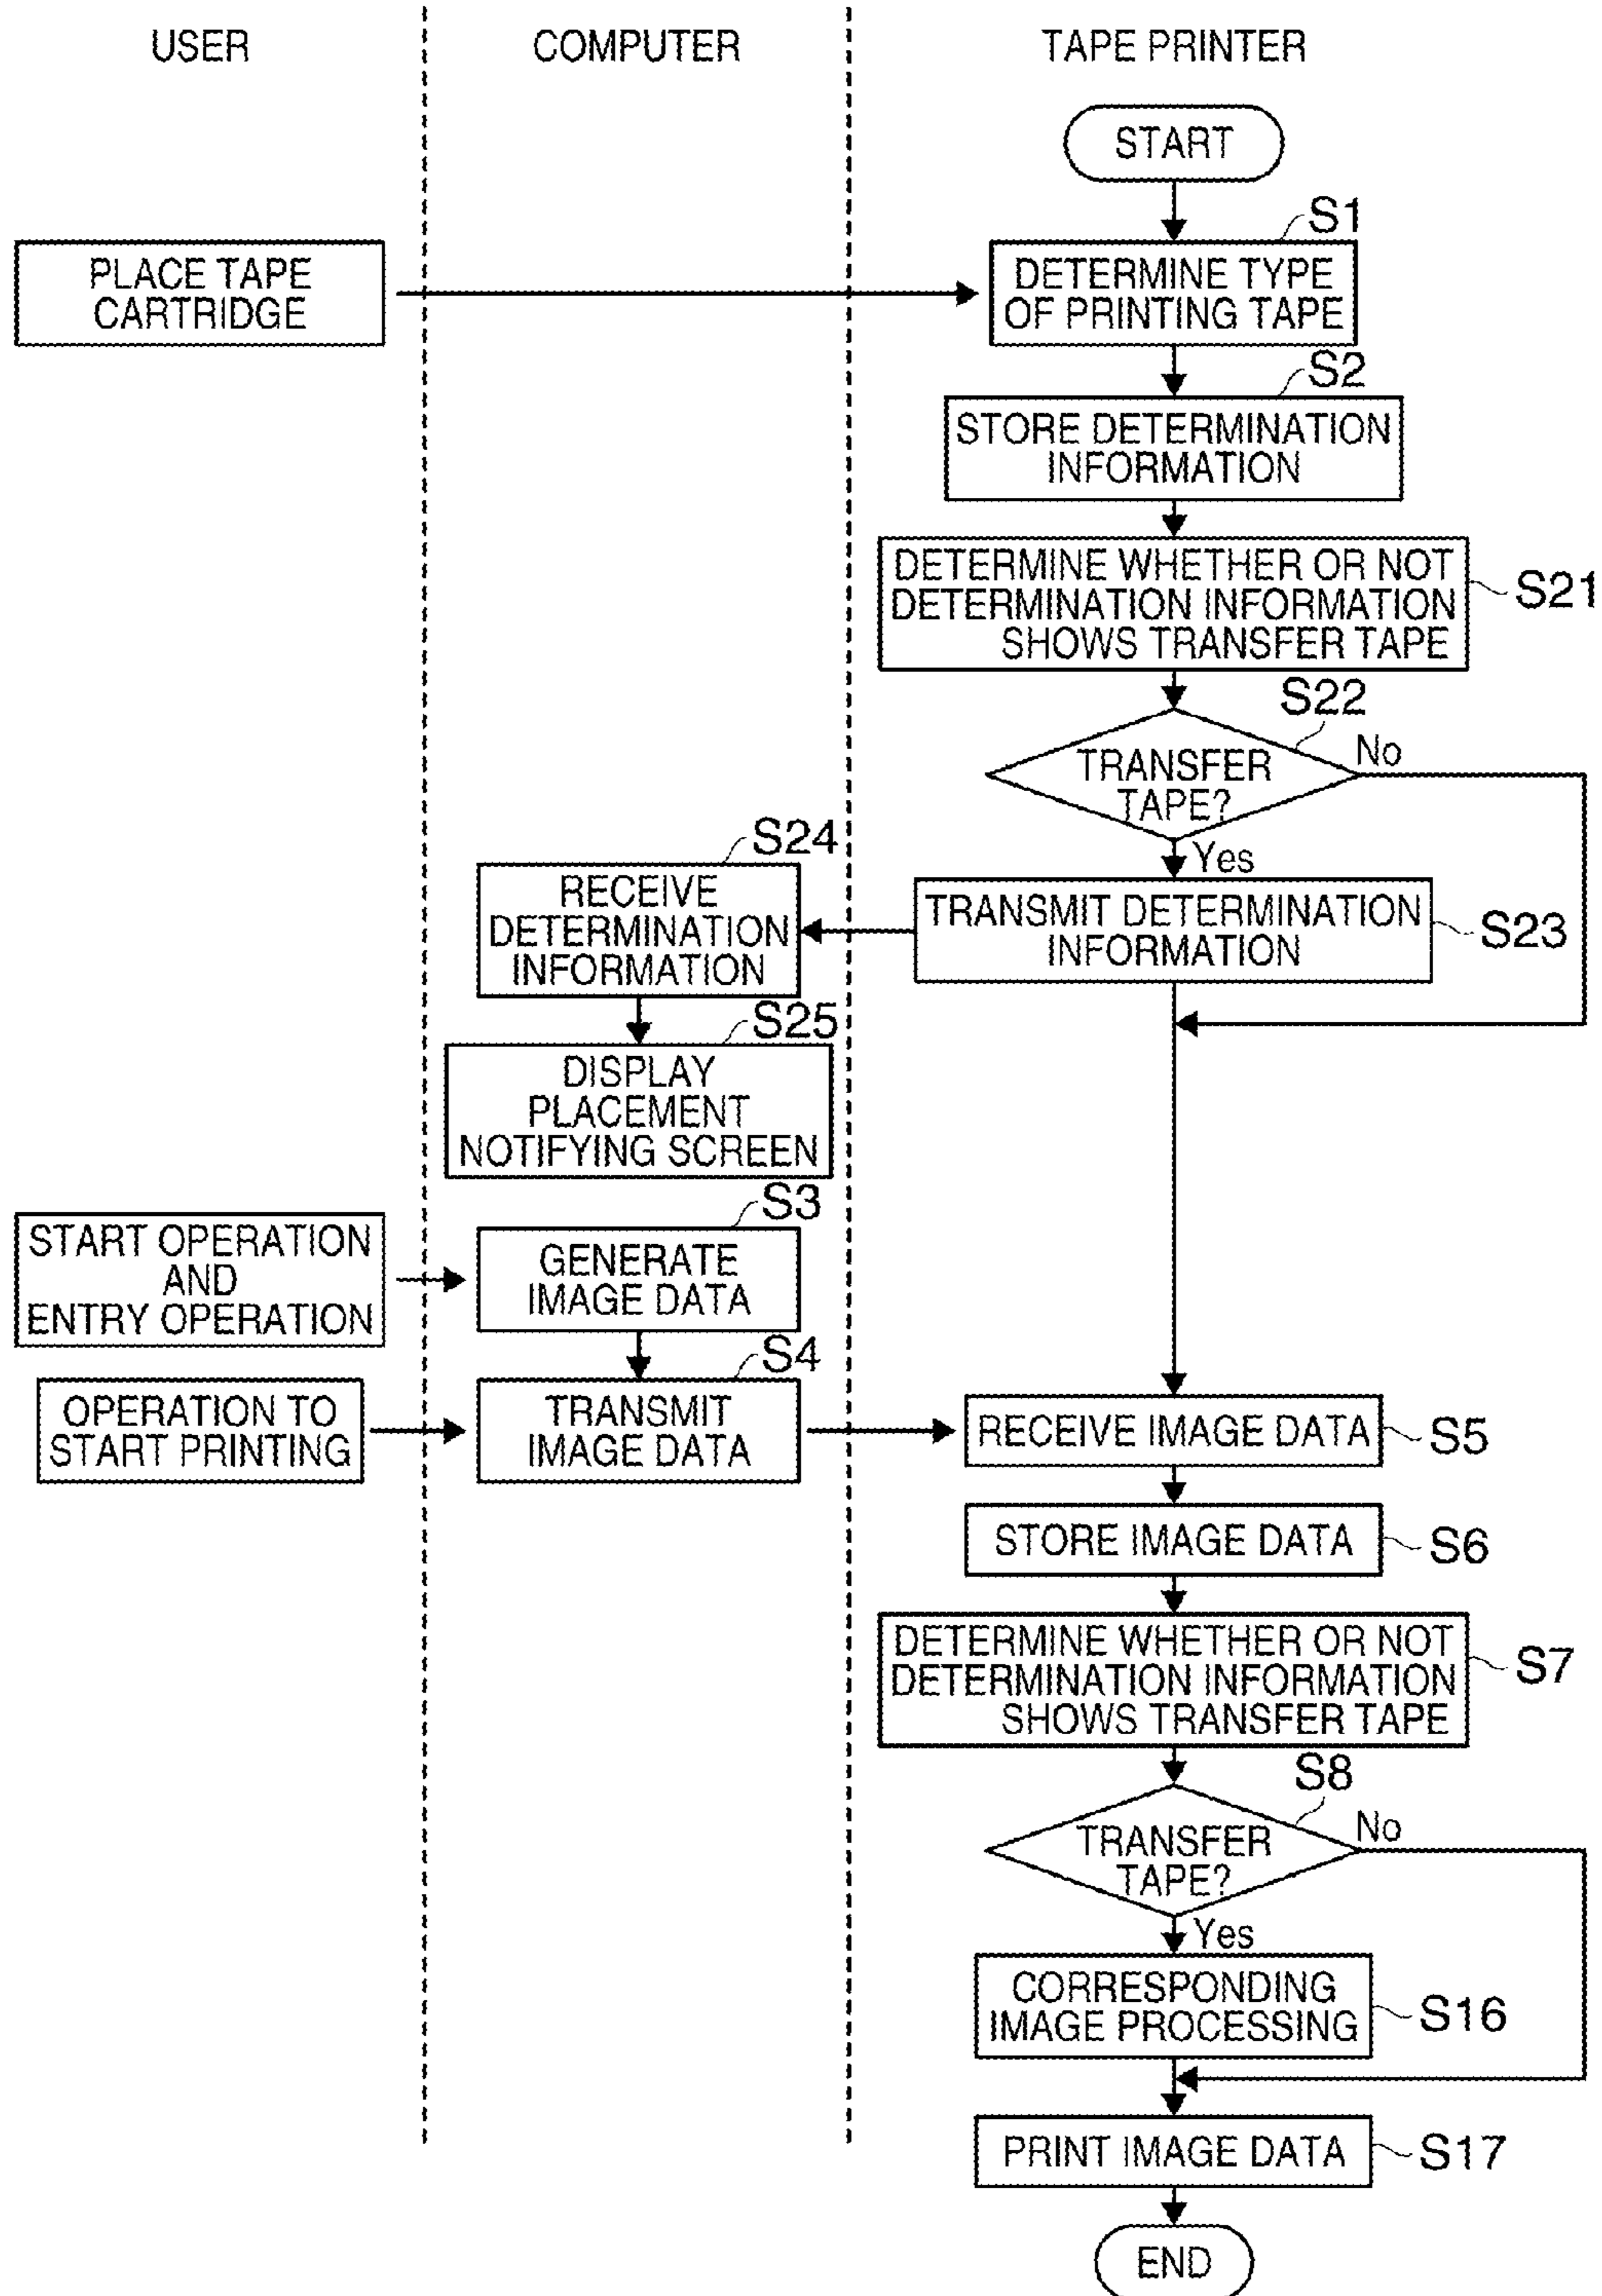 USER
COMPUTER
TAPE PRINTER
START
S1
PLACE TAPE
CARTRIDGE
DETERMINE TYPE
OF PRINTING TAPE
S2
STORE DETERMINATION
INFORMATION
DETERMINE WHETHER OR NOT
DETERMINATION INFORMATION
SHOWS TRANSFER TAPE
S21
S22
TRANSFER
TAPE?
No
Yes
S24
RECEIVE
DETERMINATION
INFORMATION
TRANSMIT DETERMINATION
INFORMATION
S23
S25
DISPLAY
PLACEMENT
NOTIFYING SCREEN
START OPERATION
AND
ENTRY OPERATION
S3
GENERATE
IMAGE DATA
S4
OPERATION TO
START PRINTING
TRANSMIT
IMAGE DATA
RECEIVE IMAGE DATA
S5
STORE IMAGE DATA
S6
DETERMINE WHETHER OR NOT
DETERMINATION INFORMATION
SHOWS TRANSFER TAPE
S7
S8
TRANSFER
TAPE?
No
Yes
CORRESPONDING
IMAGE PROCESSING
S16
PRINT IMAGE DATA
S17
END